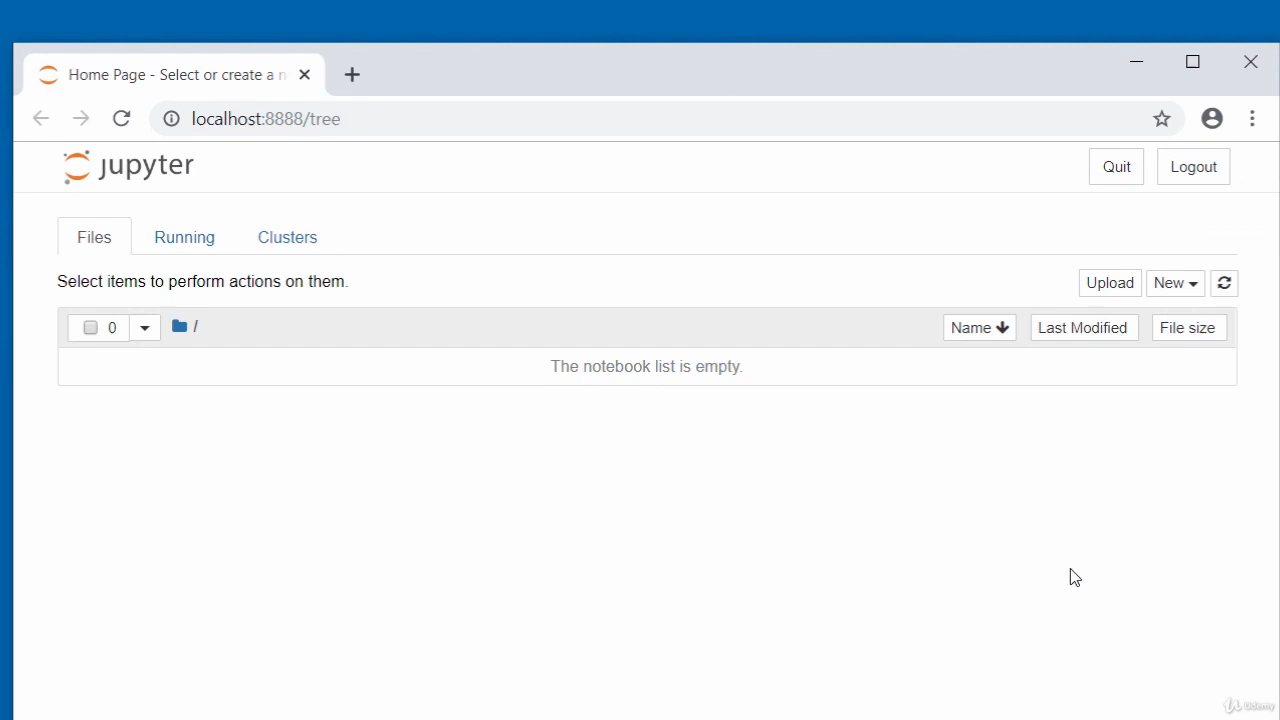 Home Page - Select or create a n
localhost:8888/tree
jupyter
Quit
Logout
Files
Running
Clusters
Select items to perform actions on them.
Upload
New
0
/
Name
Last Modified
File size
The notebook list is empty.
Udemy